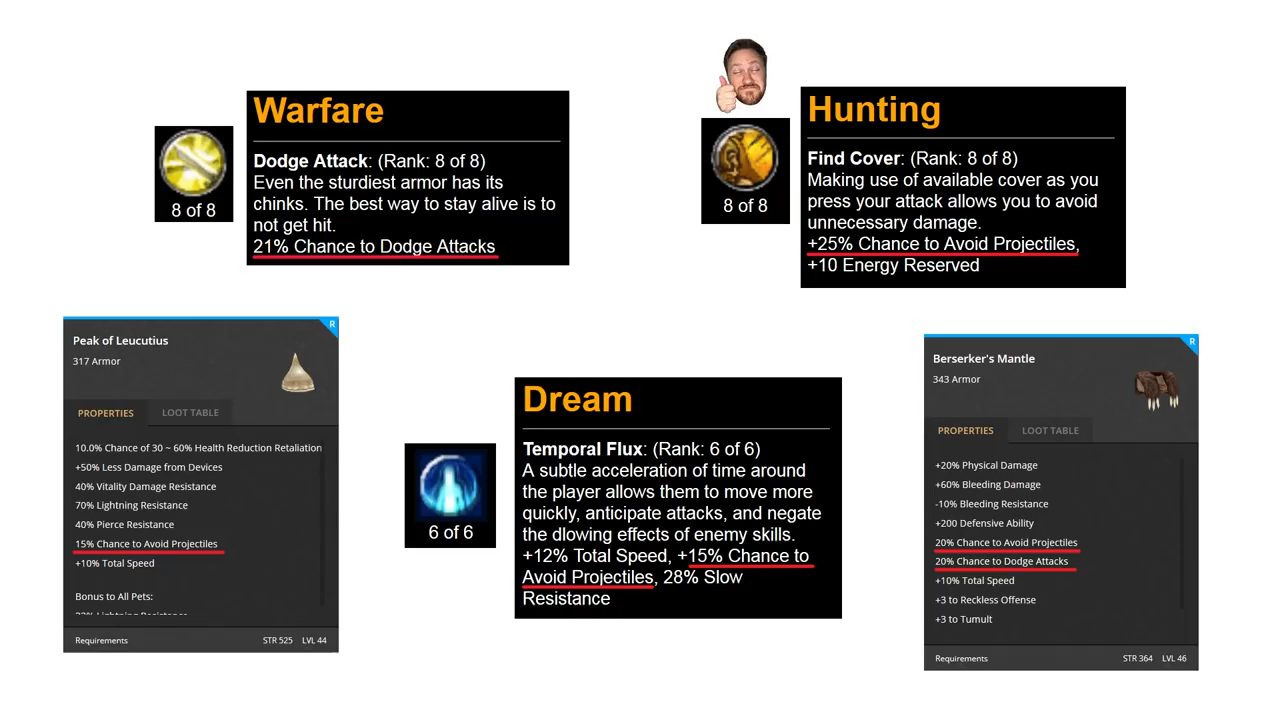 Warfare
Dodge Attack: (Rank: 8 of 8)
Even the sturdiest armor has its
chinks. The best way to stay alive is to
not get hit.
21% Chance to Dodge Attacks
8 of 8
Hunting
Find Cover: (Rank: 8 of 8)
Making use of available cover as you
press your attack allows you to avoid
unnecessary damage.
+25% Chance to Avoid Projectiles,
+10 Energy Reserved
8 of 8
R
Peak of Leucutius
317 Armor
PROPERTIES LOOT TABLE
10.0% Chance of 30 ~ 60% Health Reduction Retaliation
+50% Less Damage from Devices
40% Vitality Damage Resistance
70% Lightning Resistance
40% Pierce Resistance
15% Chance to Avoid Projectiles
+10% Total Speed
Bonus to All Pets:
Lightning Resistance
Requirements STR 525 LVL 44
Dream
Temporal Flux: (Rank: 6 of 6)
A subtle acceleration of time around
the player allows them to move more
quickly, anticipate attacks, and negate
the dlowing effects of enemy skills.
+12% Total Speed, +15% Chance to
Avoid Projectiles, 28% Slow
Resistance
6 of 6
R
Berserker's Mantle
343 Armor
PROPERTIES LOOT TABLE
+20% Physical Damage
+60% Bleeding Damage
-10% Bleeding Resistance
+200 Defensive Ability
20% Chance to Avoid Projectiles
20% Chance to Dodge Attacks
+10% Total Speed
+3 to Reckless Offense
+3 to Tumult
Requirements STR 364 LVL 46